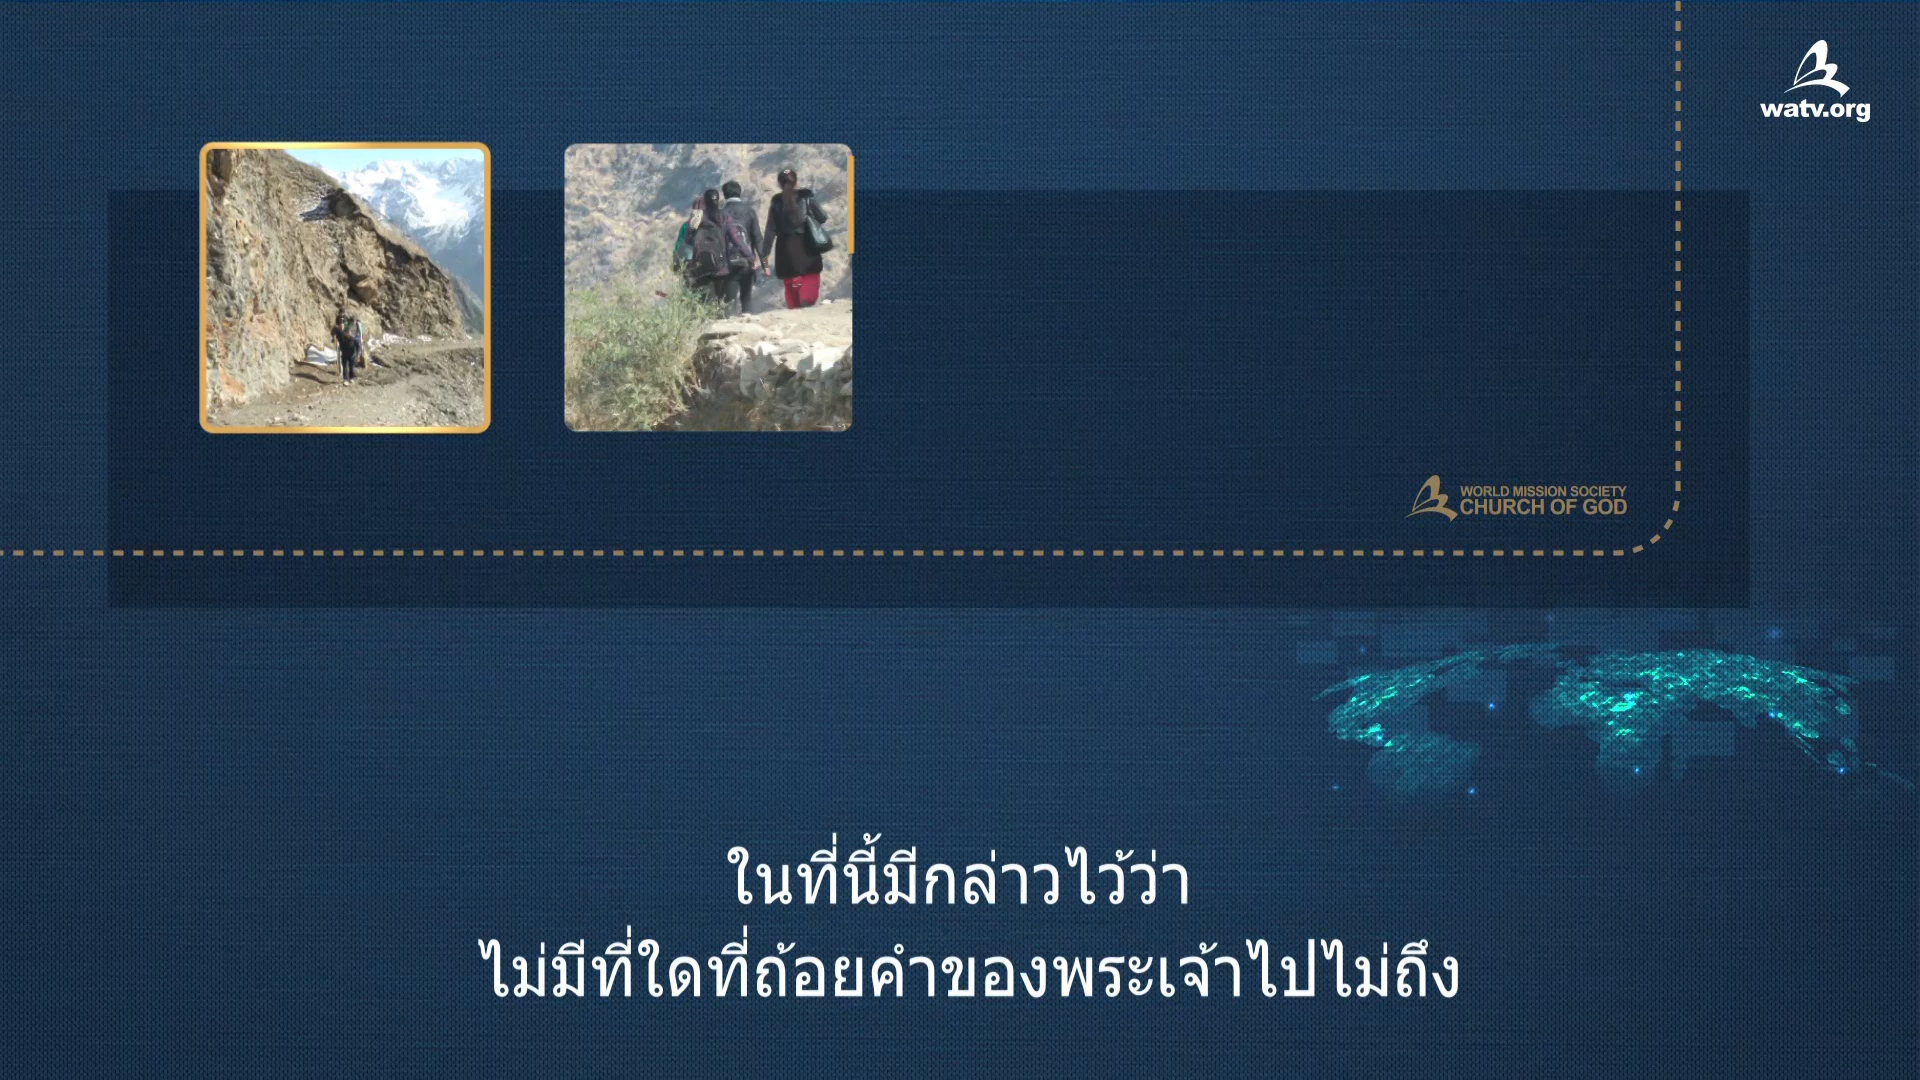 watv.org
WORLD MISSION SOCIETY
CHURCH OF GOD
ในที่นี้มีกล่าวไว้ว่า
ไม่มีที่ใดที่ถ้อยคำของพระเจ้าไปไม่ถึง